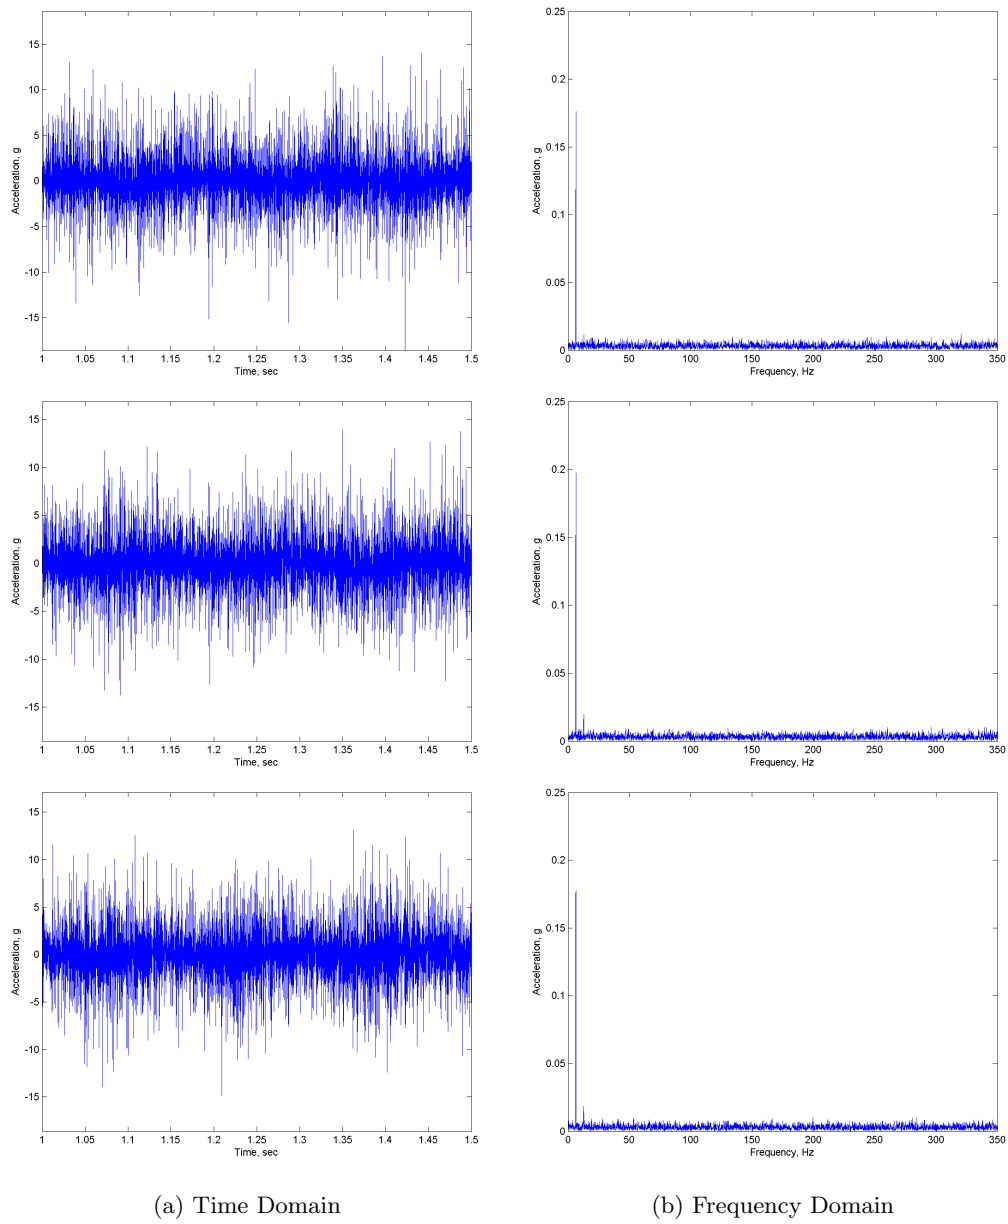 15
10
5
0
-5
-10
-15
1 1.05 1.1 1.15 1.2 1.25 1.3 1.35 1.4 1.45 1.5
Time, sec
Acceleration, g
0.25
0.2
0.15
0.1
0.05
0
0 50 100 150 200 250 300 350
Frequency, Hz
Acceleration, g
15
10
5
0
-5
-10
-15
1 1.05 1.1 1.15 1.2 1.25 1.3 1.35 1.4 1.45 1.5
Time, sec
Acceleration, g
0.25
0.2
0.15
0.1
0.05
0
0 50 100 150 200 250 300 350
Frequency, Hz
Acceleration, g
15
10
5
0
-5
-10
-15
1 1.05 1.1 1.15 1.2 1.25 1.3 1.35 1.4 1.45 1.5
Time, sec
Acceleration, g
0.25
0.2
0.15
0.1
0.05
0
0 50 100 150 200 250 300 350
Frequency, Hz
Acceleration, g
(a) Time Domain
(b) Frequency Domain